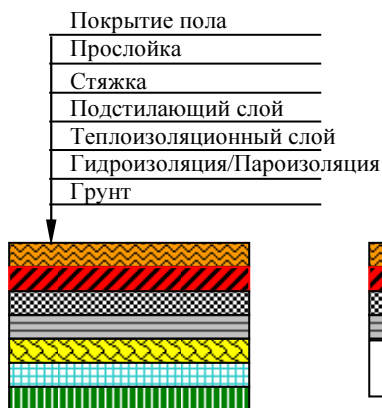 Покрытие пола
Прослойка
Стяжка
Подстилающий слой
Теплоизоляционный слой
Гидроизоляция/Пароизоляция
Грунт